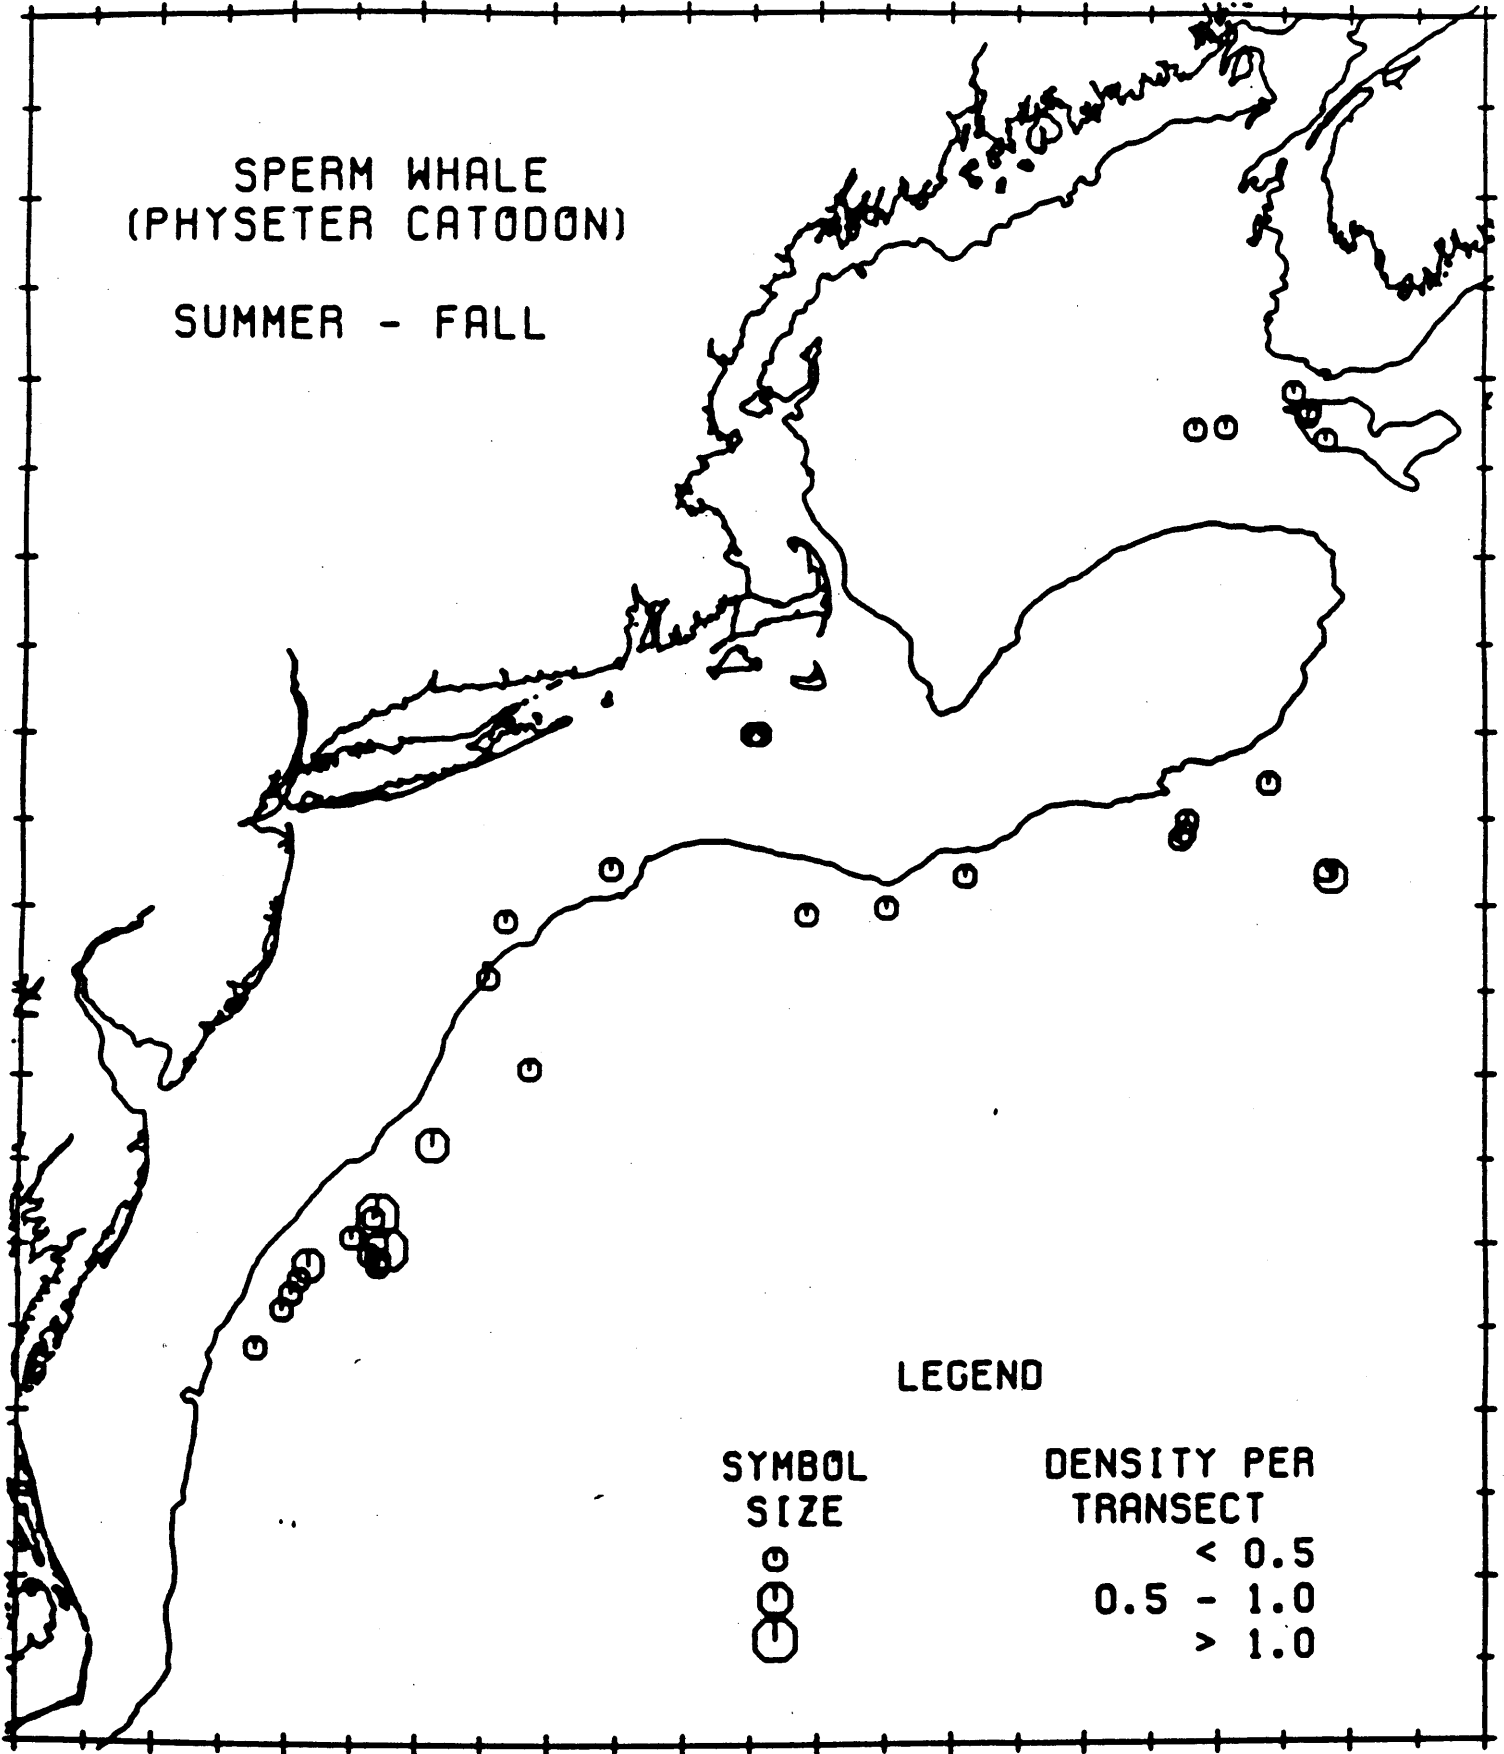 SPERM WHALE
(PHYSETER CATODON)
SUMMER - FALL
LEGEND
SYMBOL SIZE
DENSITY PER TRANSECT
< 0.5
0.5 - 1.0
> 1.0